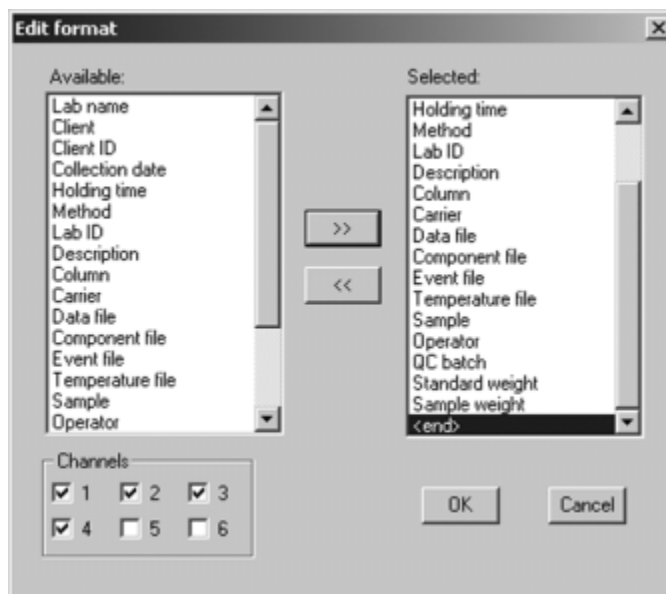 Edit format
Available:
Lab name
Client
Client ID
Collection date
Holding time
Method
Lab ID
Description
Column
Carrier
Data file
Component file
Event file
Temperature file
Sample
Operator
>>
<<
Selected:
Holding time
Method
Lab ID
Description
Column
Carrier
Data file
Component file
Event file
Temperature file
Sample
Operator
QC batch
Standard weight
Sample weight
<end>
Channels
1 2 3
4 5 6
OK Cancel